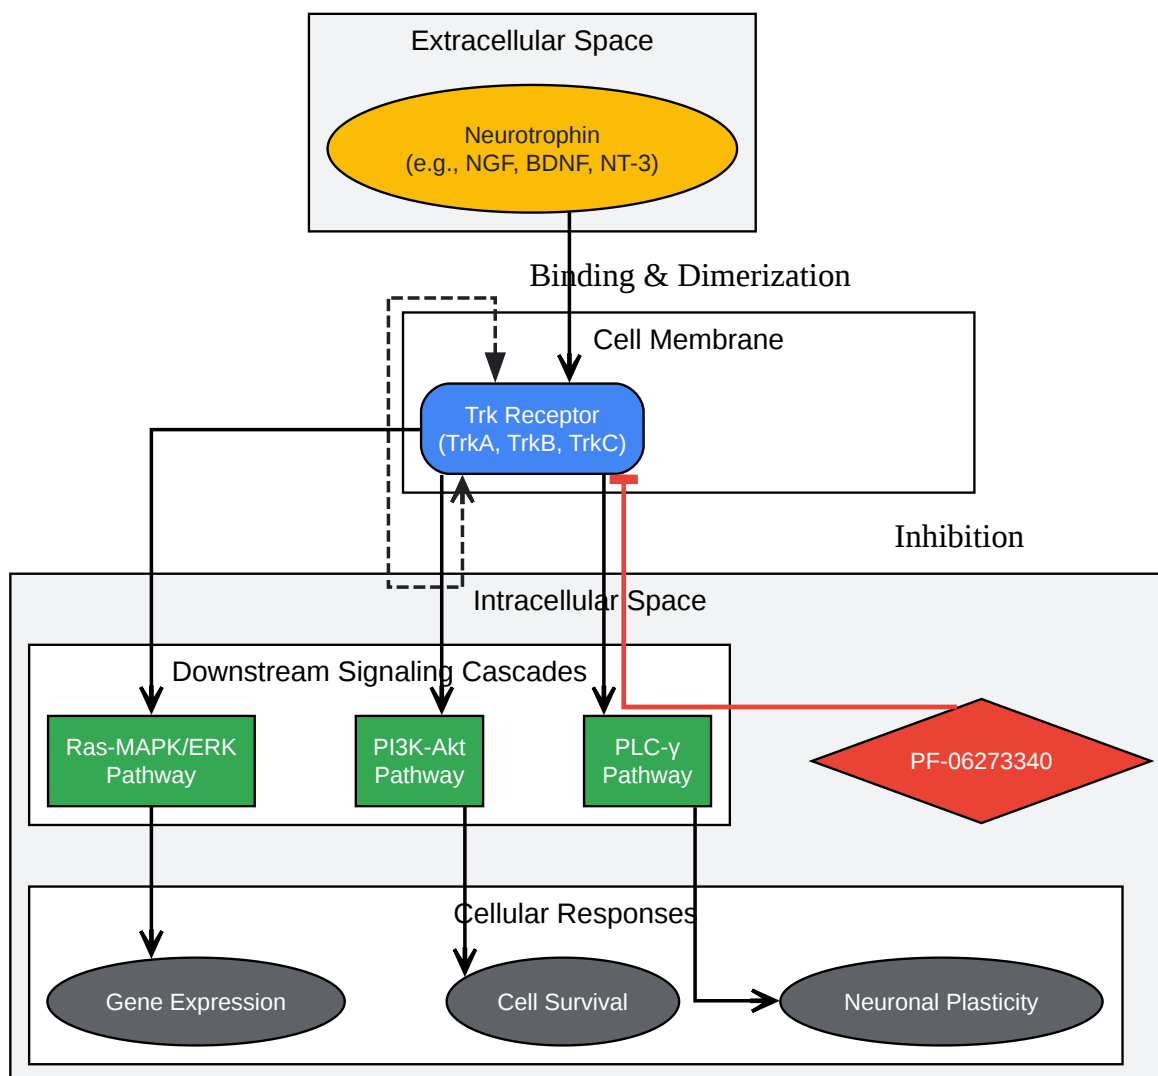 Extracellular Space
Neurotrophin
(e.g., NGF, BDNF, NT-3)
Binding & Dimerization
Cell Membrane
Trk Receptor
(TrkA, TrkB, TrkC)
Inhibition
Intracellular Space
Downstream Signaling Cascades
Ras-MAPK/ERK
Pathway
PI3K-Akt
Pathway
PLC-γ
Pathway
PF-06273340
Cellular Responses
Gene Expression
Cell Survival
Neuronal Plasticity